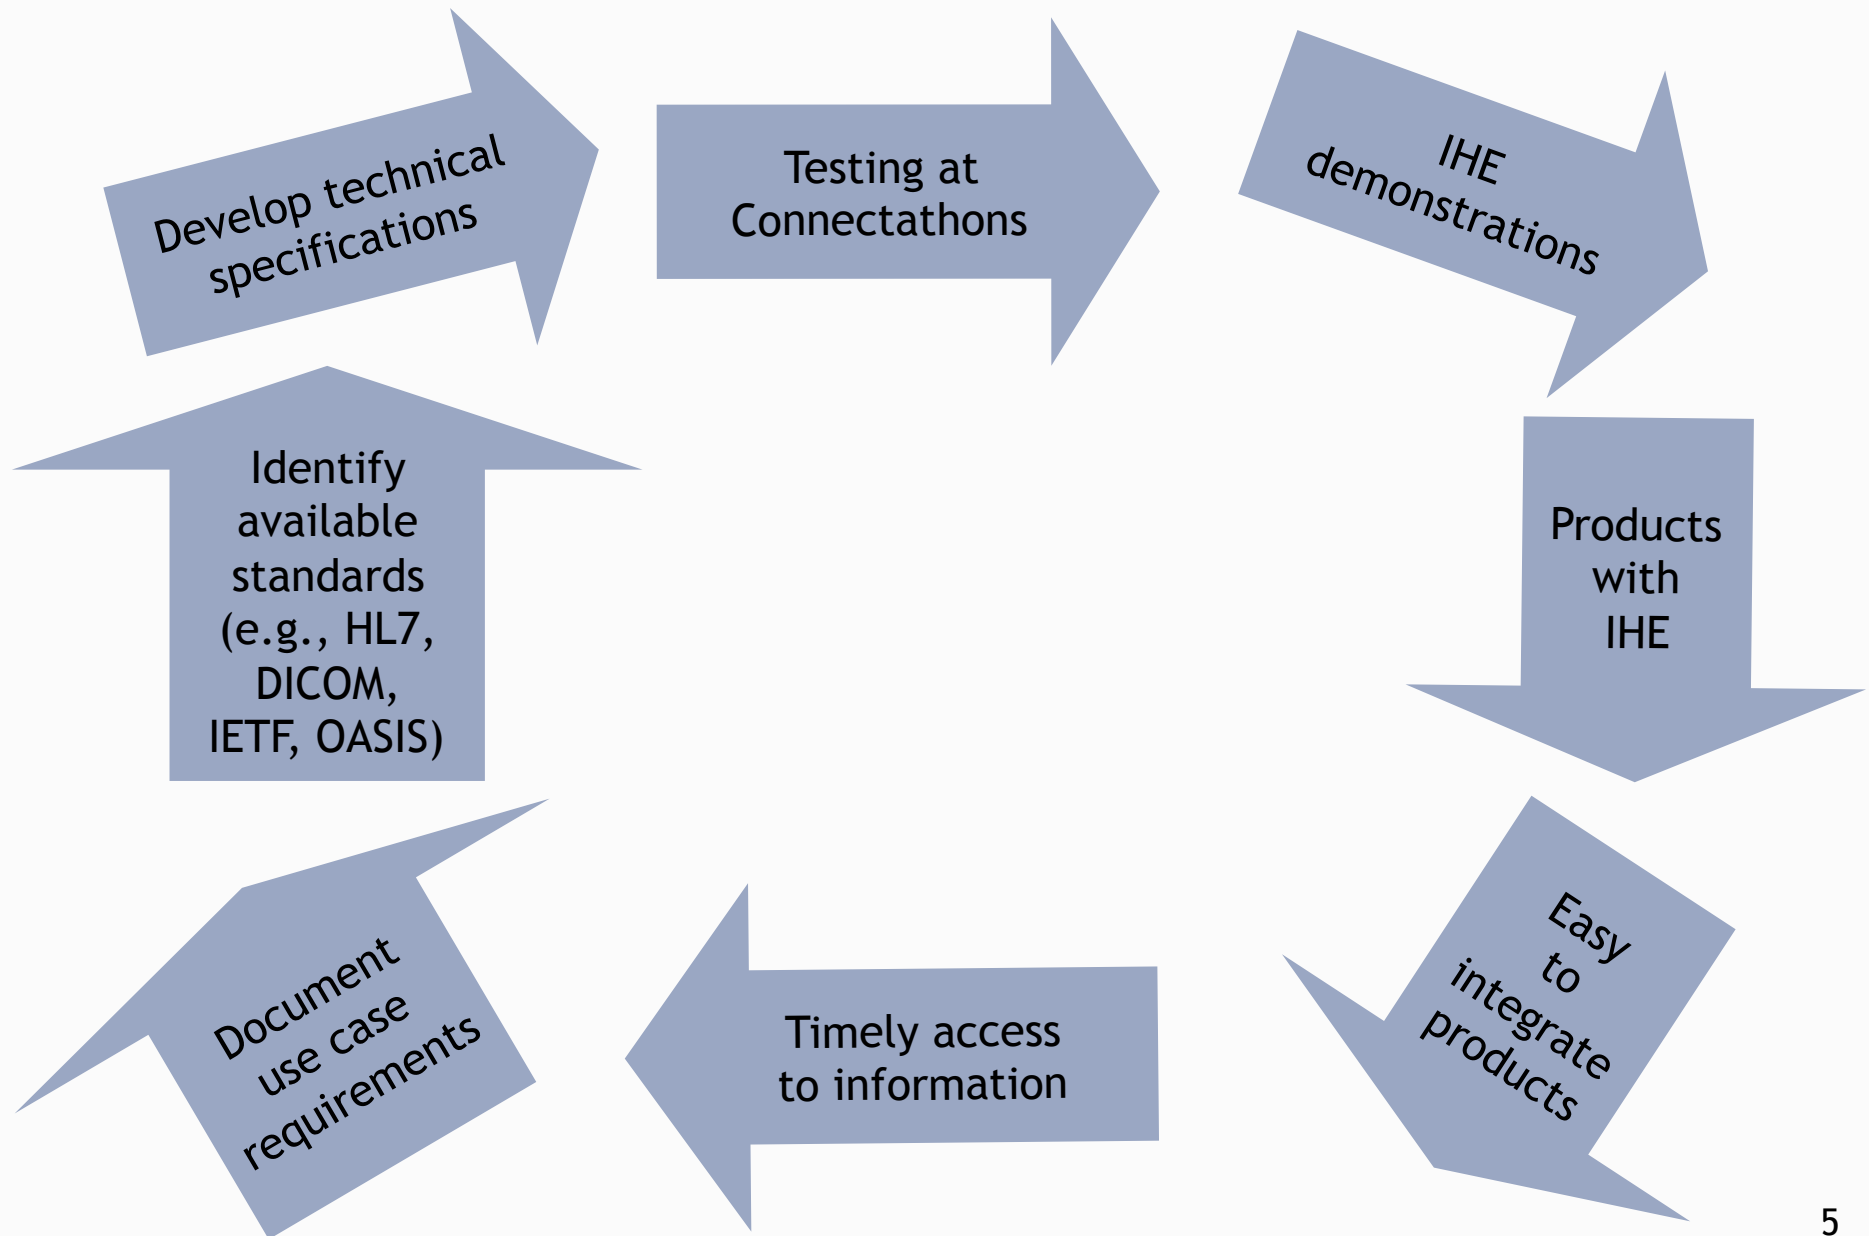 Develop technical
specifications
Testing at
Connectathons
IHE
demonstrations
Identify
available
standards
(e.g., HL7,
DICOM,
IETF, OASIS)
Products
with
IHE
Document
use case
requirements
Timely access
to information
Easy
to
integrate
products
5